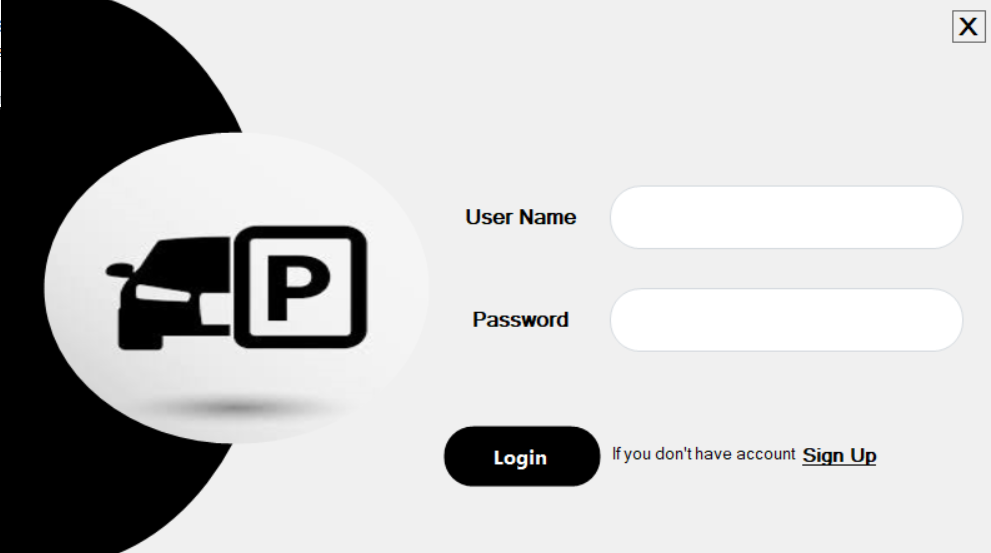 X
User Name
P
Password
Login
If you don't have account Sign Up